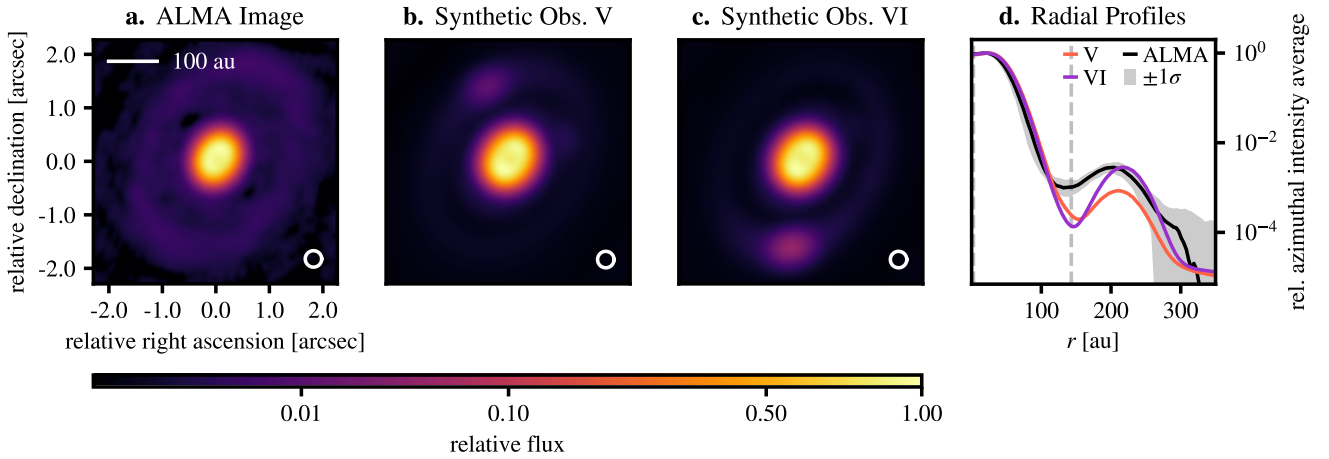 a. ALMA Image
b. Synthetic Obs. V
c. Synthetic Obs. VI
d. Radial Profiles
relative declination [arcsec]
2.0
1.0
0.0
-1.0
-2.0
100 au
-2.0 -1.0 0.0 1.0 2.0
relative right ascension [arcsec]
V
VI
ALMA
±1σ
10⁰
10⁻²
10⁻⁴
rel. azimuthal intensity average
100 200 300
r [au]
0.01 0.10 0.50 1.00
relative flux